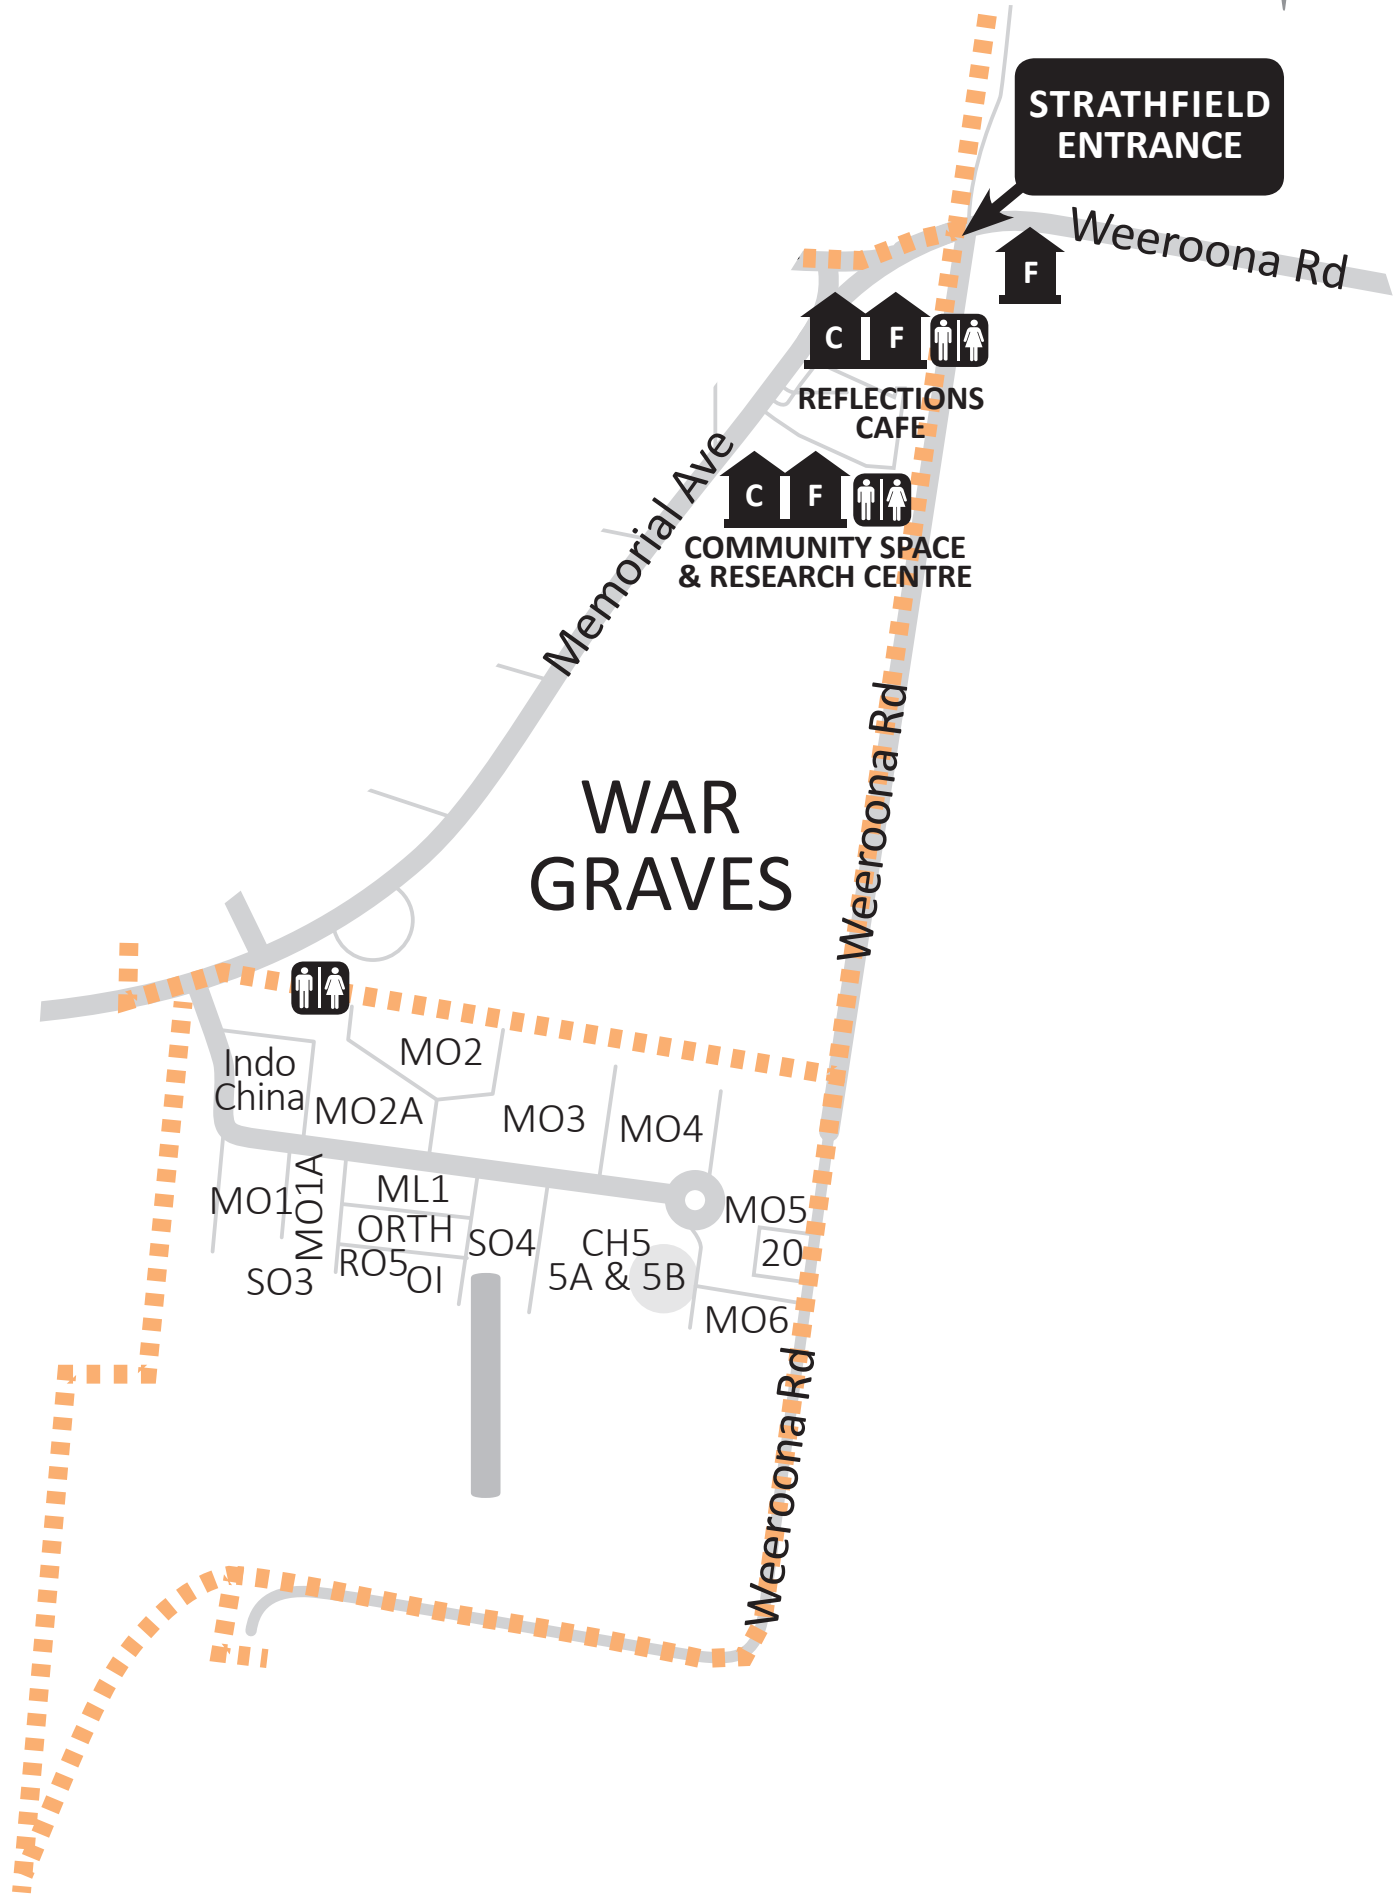 STRATHFIELD
ENTRANCE
Weeroona Rd
F
C F
REFLECTIONS
CAFE
Memorial Ave
C F
COMMUNITY SPACE
& RESEARCH CENTRE
Weeroona Rd
WAR
GRAVES
Indo
China
MO2
MO2A
MO3
MO4
MO1
MO1A
ML1
ORTH
RO5
OI
SO3
SO4
CH5
5A & 5B
MO5
20
MO6
Weeroona Rd